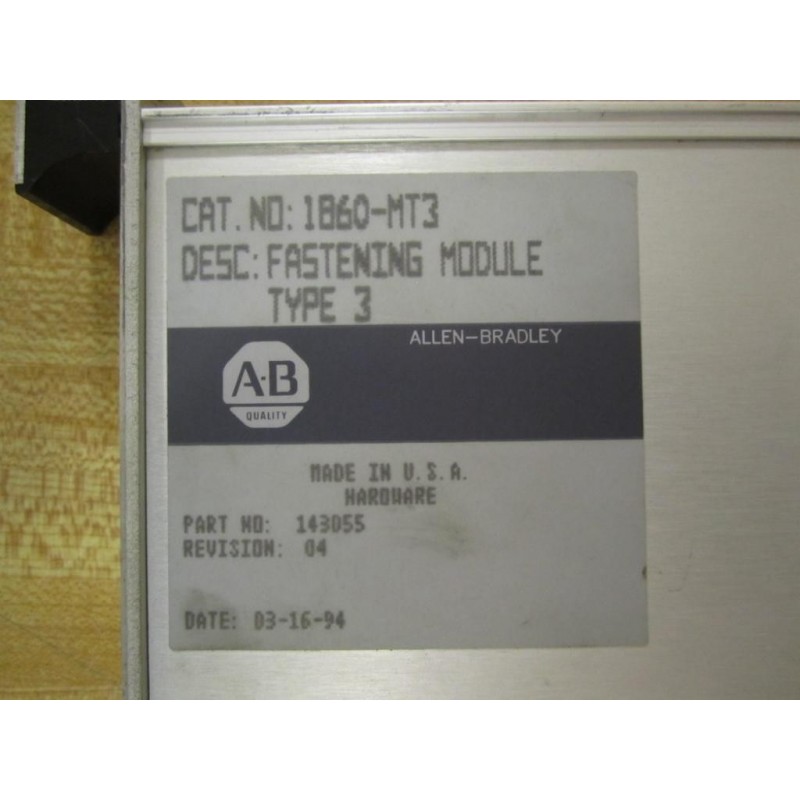 CAT. NO: 1860-MT3
DESC: FASTENING MODULE
TYPE 3
ALLEN-BRADLEY
A-B
QUALITY
MADE IN U.S.A.
HARDWARE
PART NO: 143055
REVISION: 04
DATE: 03-16-94